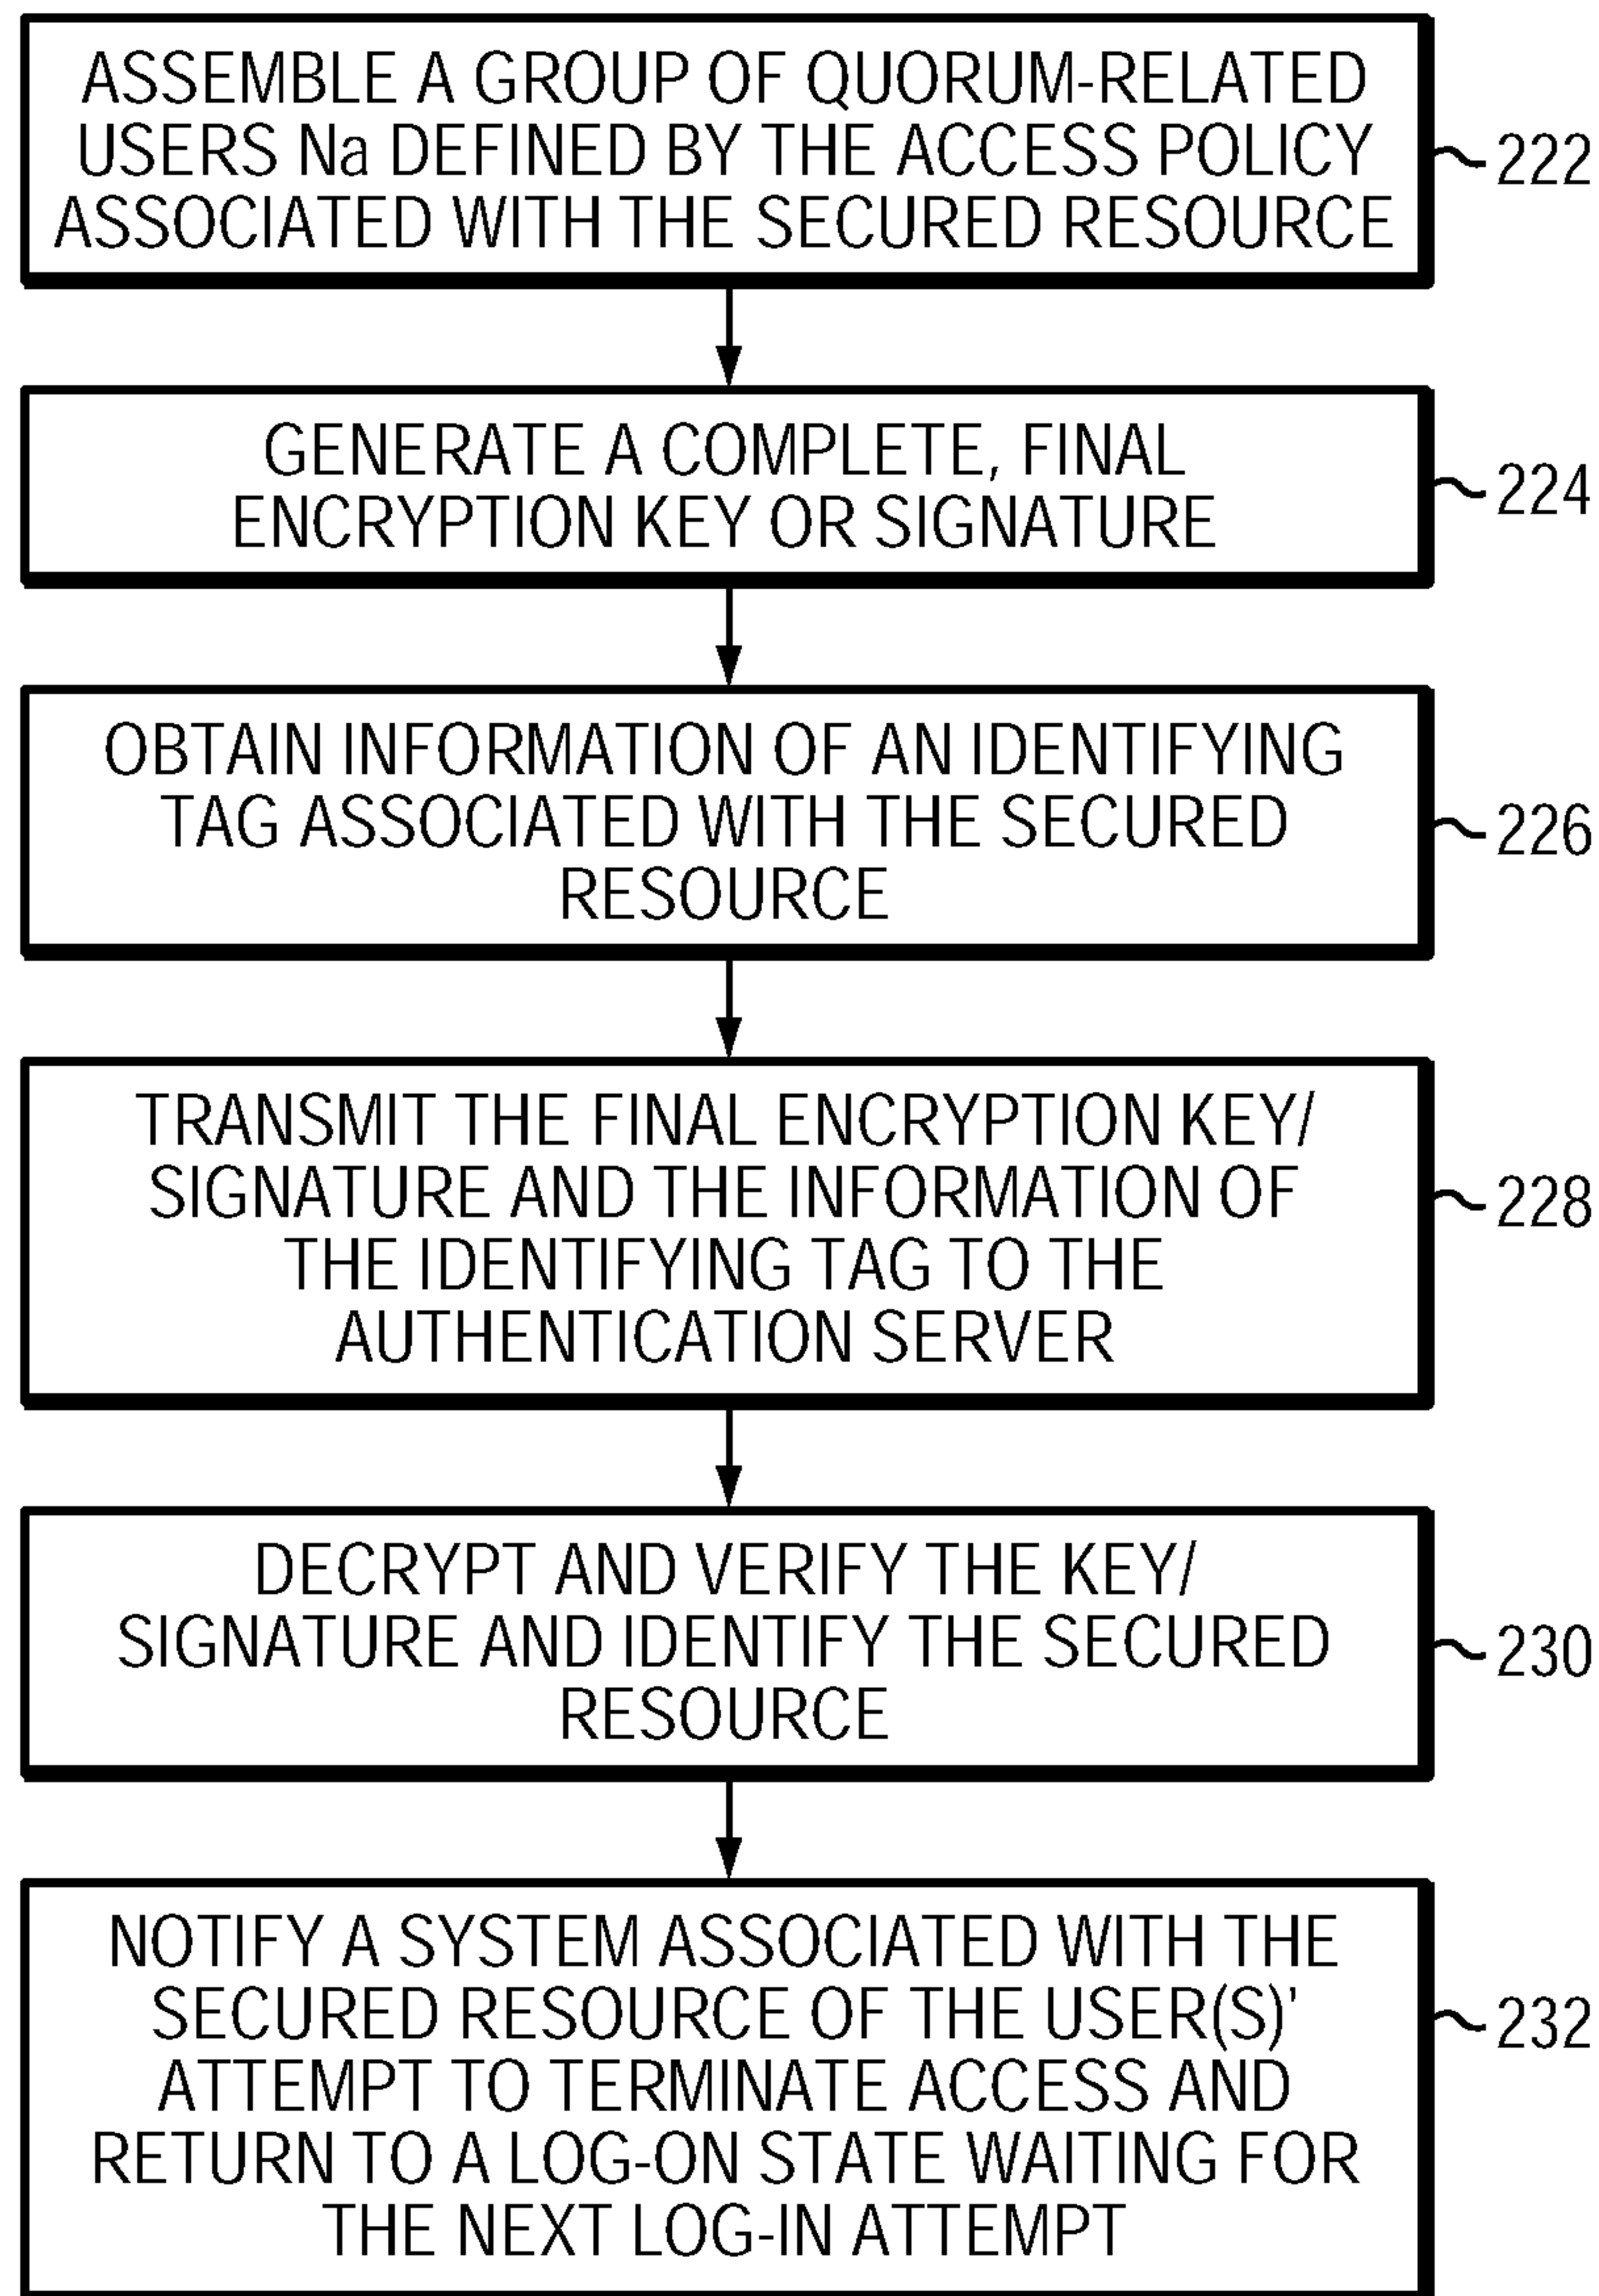 ASSEMBLE A GROUP OF QUORUM-RELATED
USERS Na DEFINED BY THE ACCESS POLICY
ASSOCIATED WITH THE SECURED RESOURCE
222
GENERATE A COMPLETE, FINAL
ENCRYPTION KEY OR SIGNATURE
224
OBTAIN INFORMATION OF AN IDENTIFYING
TAG ASSOCIATED WITH THE SECURED
RESOURCE
226
TRANSMIT THE FINAL ENCRYPTION KEY/
SIGNATURE AND THE INFORMATION OF
THE IDENTIFYING TAG TO THE
AUTHENTICATION SERVER
228
DECRYPT AND VERIFY THE KEY/
SIGNATURE AND IDENTIFY THE SECURED
RESOURCE
230
NOTIFY A SYSTEM ASSOCIATED WITH THE
SECURED RESOURCE OF THE USER(S)'
ATTEMPT TO TERMINATE ACCESS AND
RETURN TO A LOG-ON STATE WAITING FOR
THE NEXT LOG-IN ATTEMPT
232